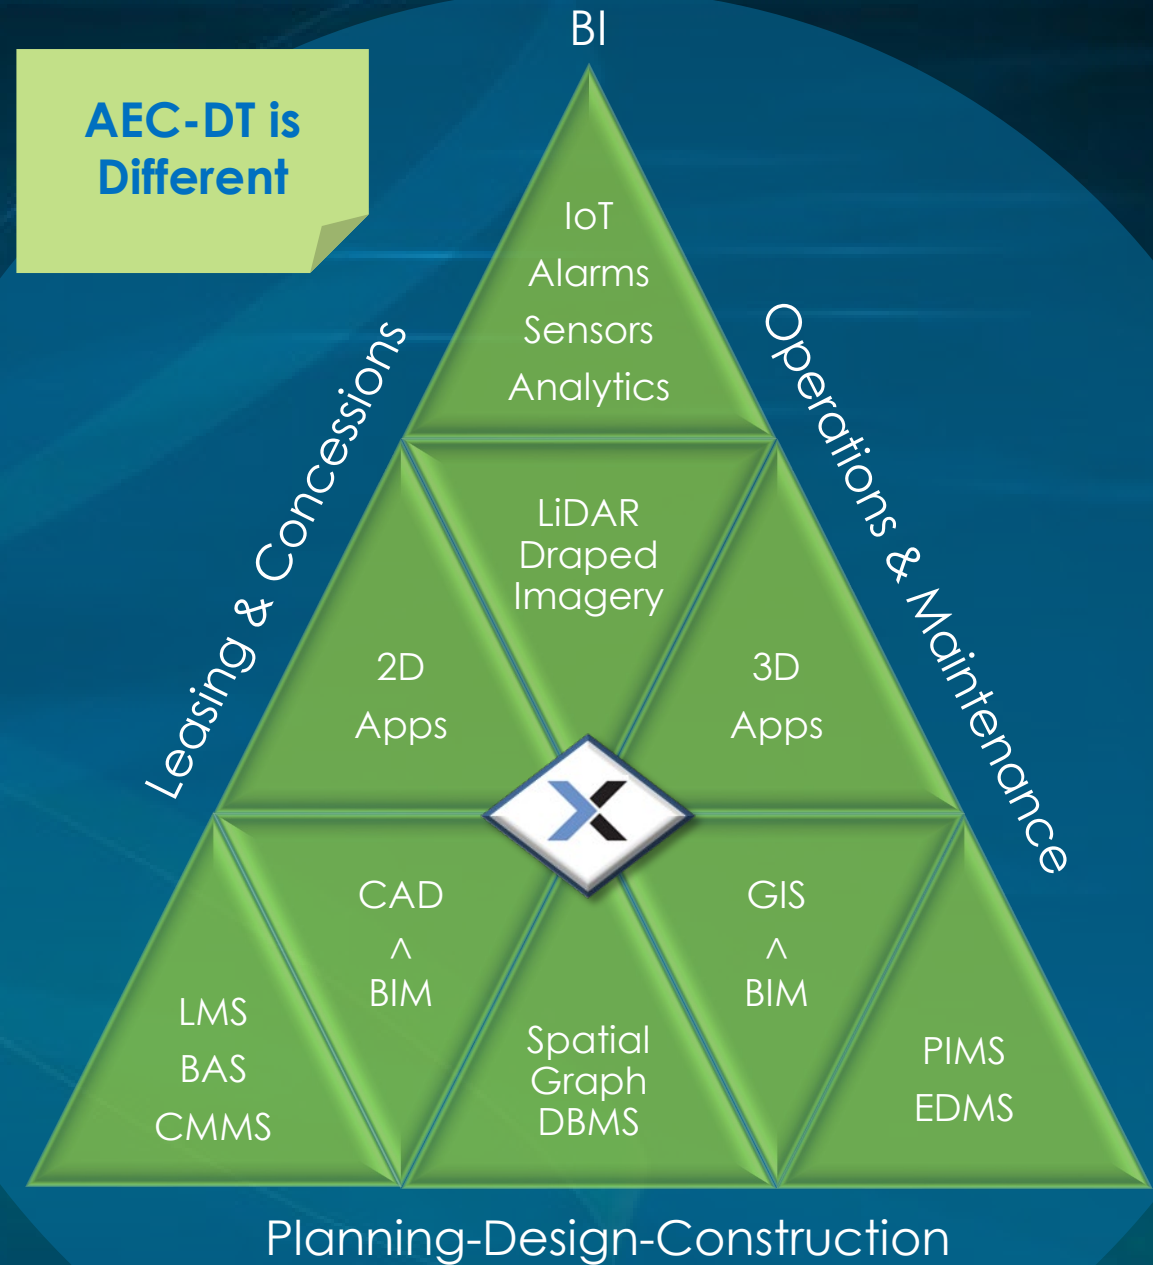 BI
AEC-DT is
Different
IoT
Alarms
Sensors
Analytics
Leasing & Concessions
Operations & Maintenance
LiDAR
Draped
Imagery
2D
Apps
3D
Apps
CAD
^
BIM
GIS
^
BIM
LMS
BAS
CMMS
Spatial
Graph
DBMS
PIMS
EDMS
Planning-Design-Construction